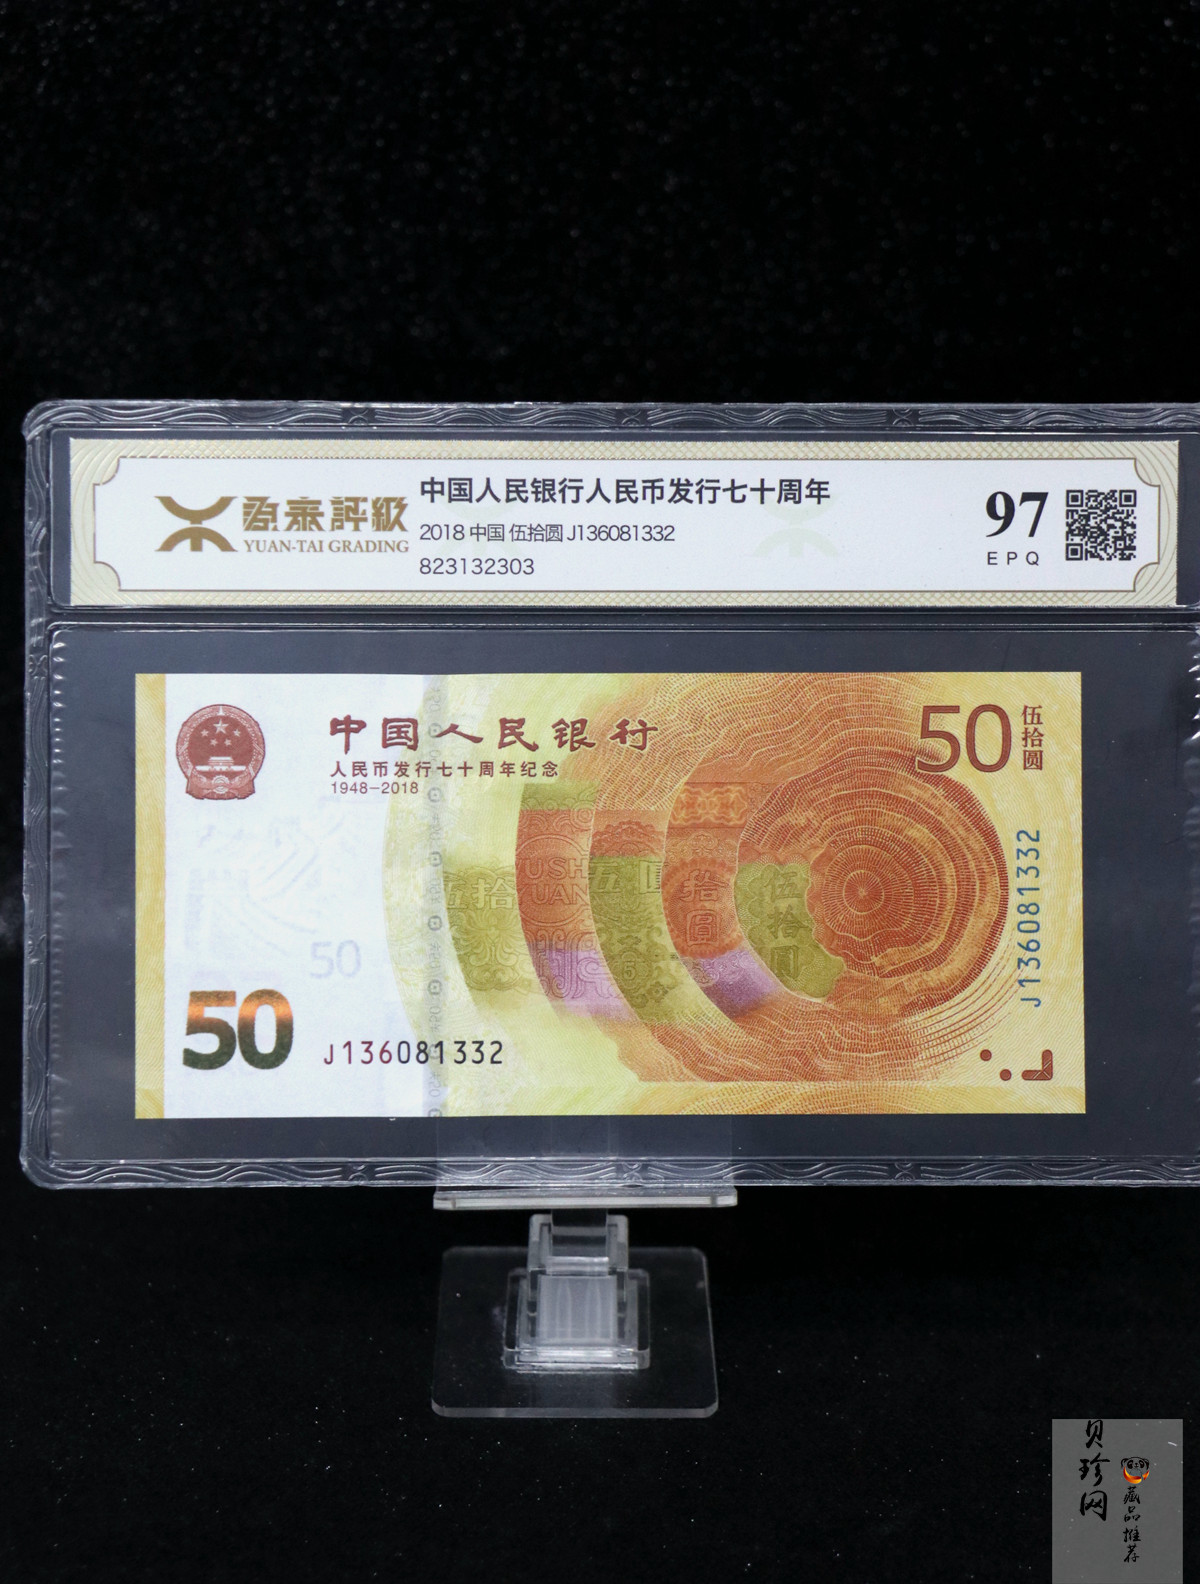 源泰評級
YUAN-TAI GRADING
中国人民银行人民币发行七十周年
2018 中国 伍拾圆 J136081332
823132303
97
EPQ
中国人民银行
人民币发行七十周年纪念
1948-2018
50
伍拾圆
J136081332
伍拾
USH
YUAN
五圆
拾圆
伍拾圆
50
50
J136081332
贝珍网
藏品推荐